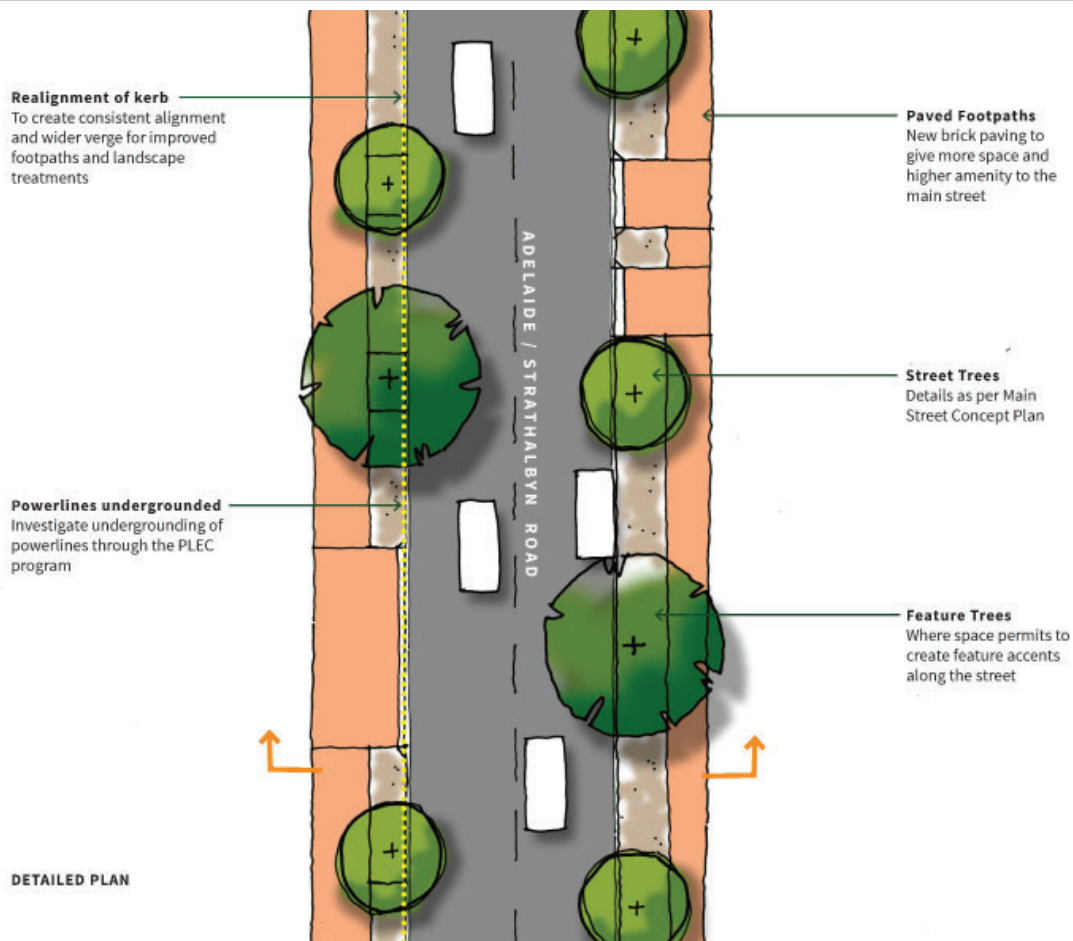 Realignment of kerb
To create consistent alignment
and wider verge for improved
footpaths and landscape
treatments
Powerlines undergrounded
Investigate undergrounding of
powerlines through the PLEC
program
DETAILED PLAN
ADELAIDE / STRATHALBYN ROAD
Paved Footpaths
New brick paving to
give more space and
higher amenity to the
main street
Street Trees
Details as per Main
Street Concept Plan
Feature Trees
Where space permits to
create feature accents
along the street